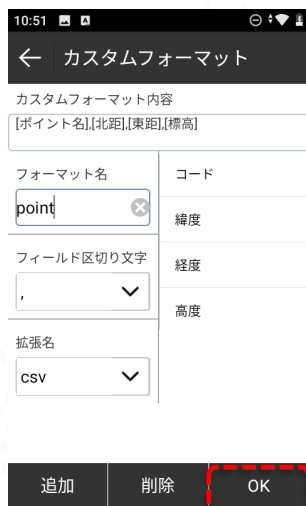 10:51
カスタムフォーマット
カスタムフォーマット内容
[ポイント名],[北距],[東距],[標高]
フォーマット名
point
フィールド区切り文字
,
拡張名
csv
コード
緯度
経度
高度
追加
削除
OK